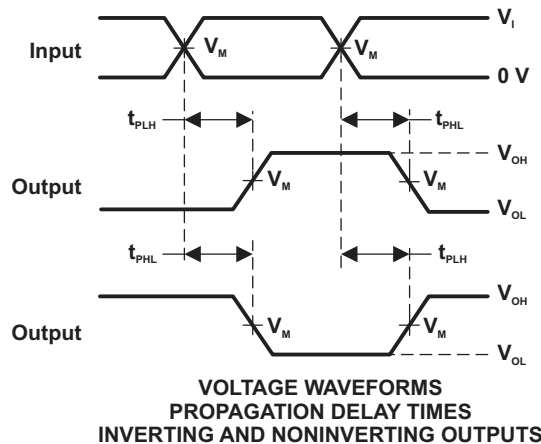 V_I
Input
V_M
V_M
0 V
t_PLH
t_PHL
V_OH
Output
V_M
V_M
V_OL
t_PHL
t_PLH
V_OH
Output
V_M
V_M
V_OL
VOLTAGE WAVEFORMS
PROPAGATION DELAY TIMES
INVERTING AND NONINVERTING OUTPUTS